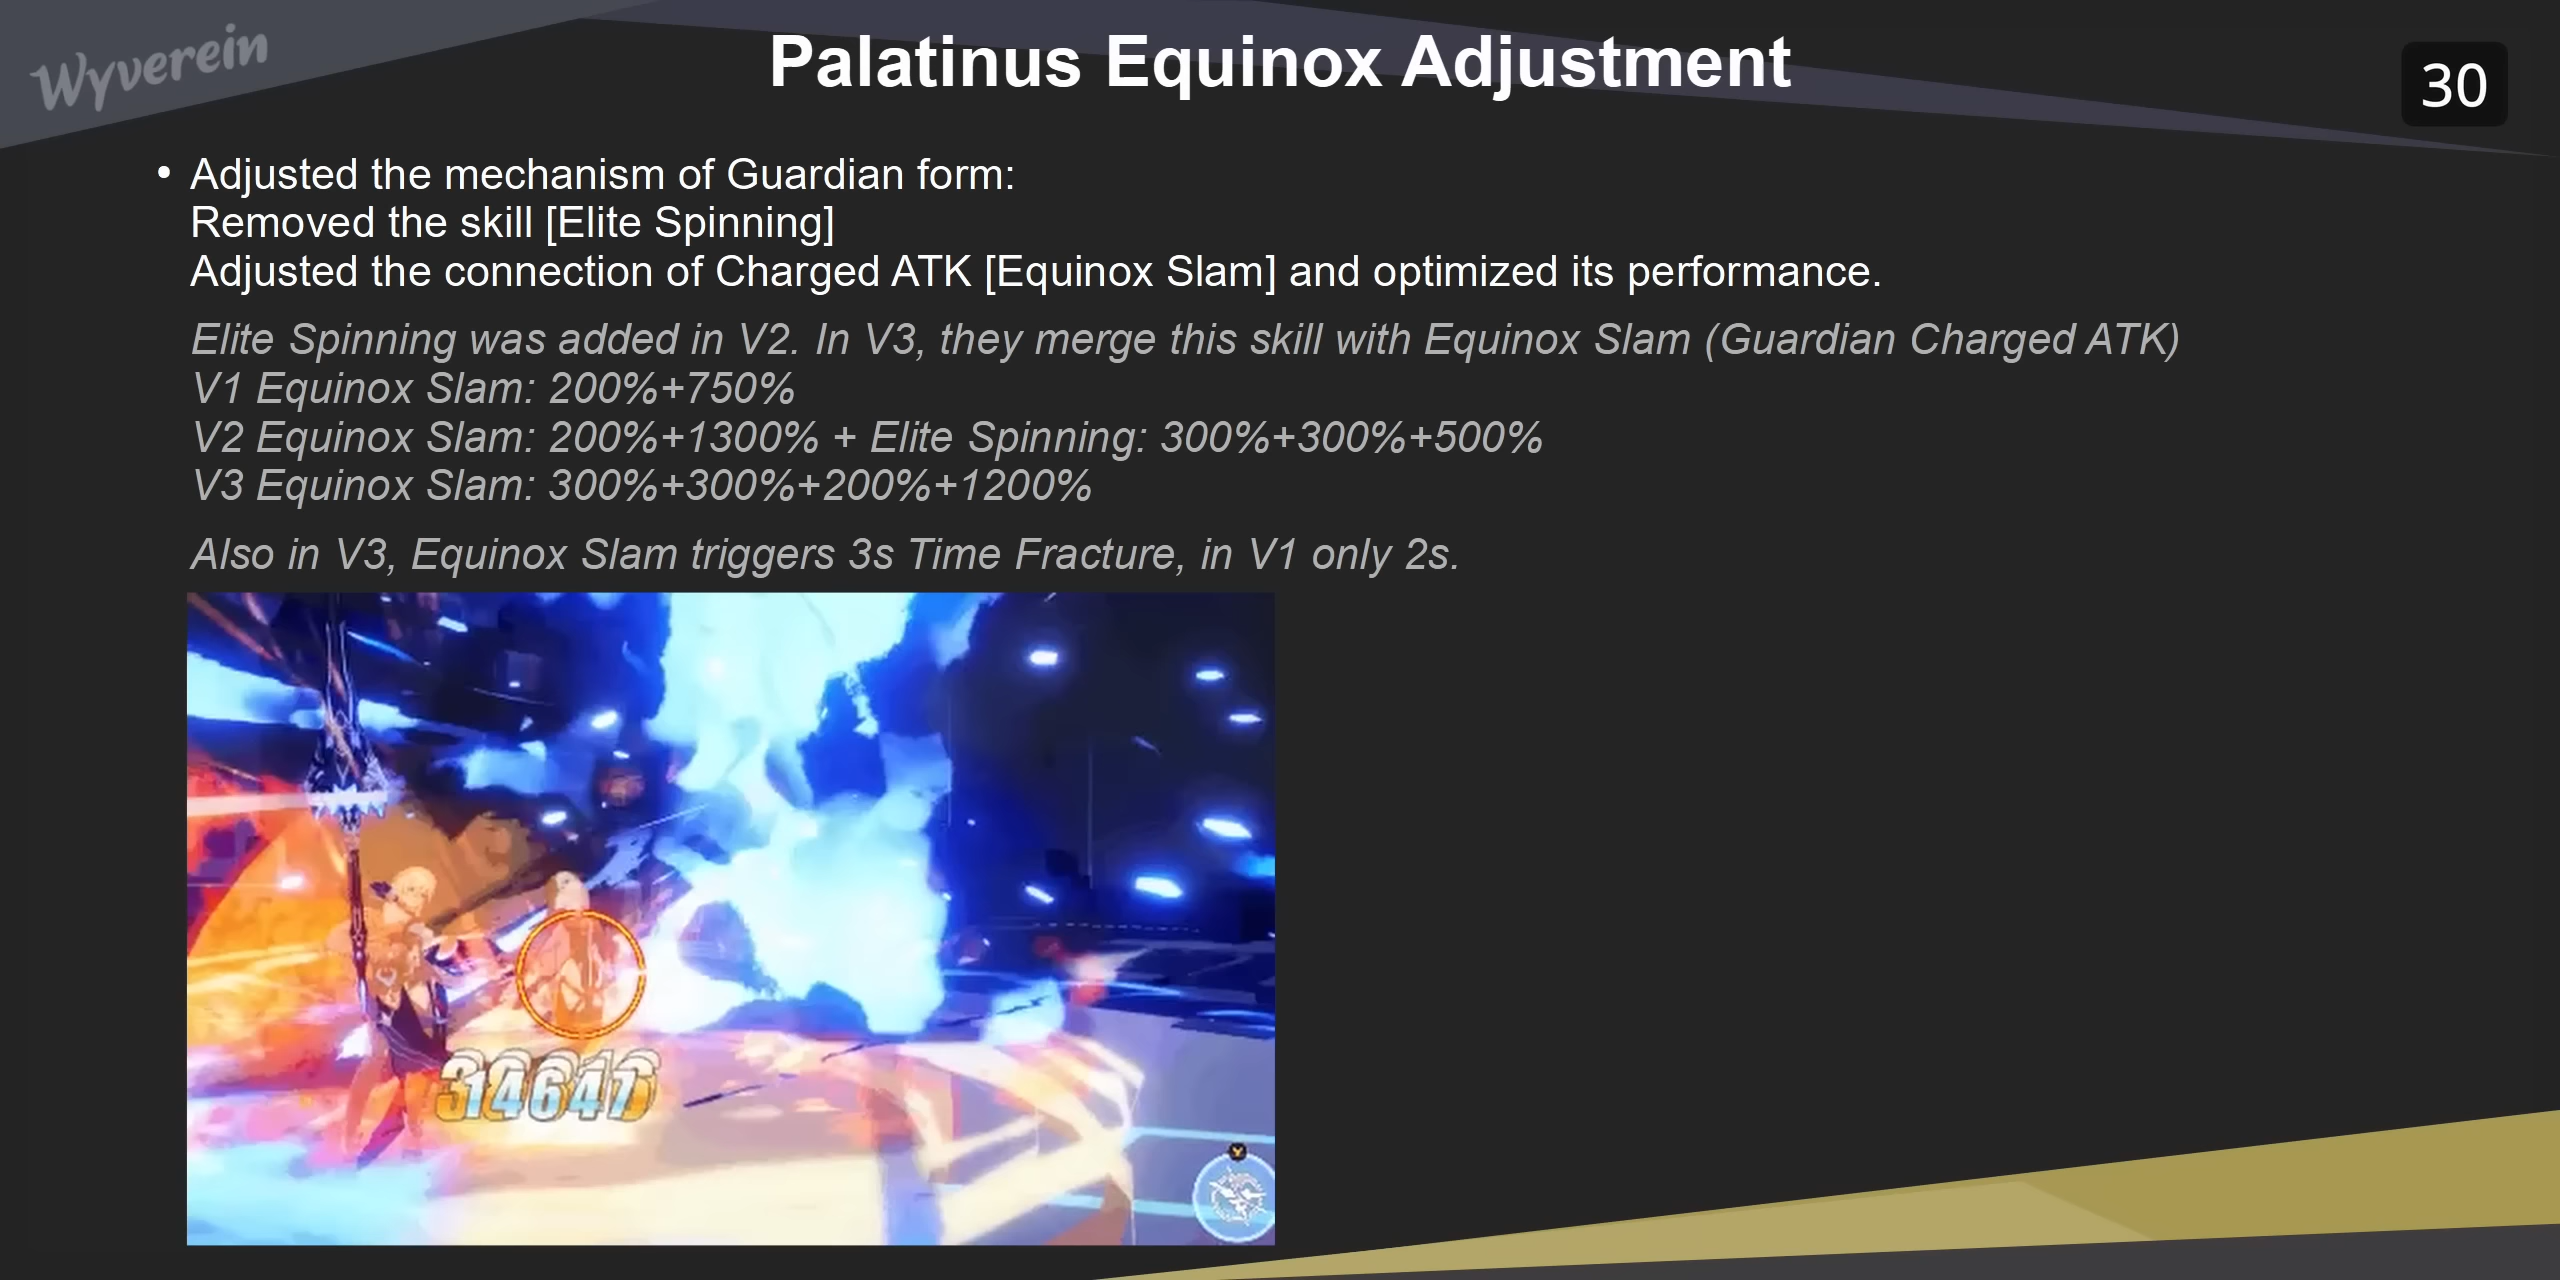 Wyverein
Palatinus Equinox Adjustment
30
• Adjusted the mechanism of Guardian form:
Removed the skill [Elite Spinning]
Adjusted the connection of Charged ATK [Equinox Slam] and optimized its performance.
Elite Spinning was added in V2. In V3, they merge this skill with Equinox Slam (Guardian Charged ATK)
V1 Equinox Slam: 200%+750%
V2 Equinox Slam: 200%+1300% + Elite Spinning: 300%+300%+500%
V3 Equinox Slam: 300%+300%+200%+1200%
Also in V3, Equinox Slam triggers 3s Time Fracture, in V1 only 2s.
Y